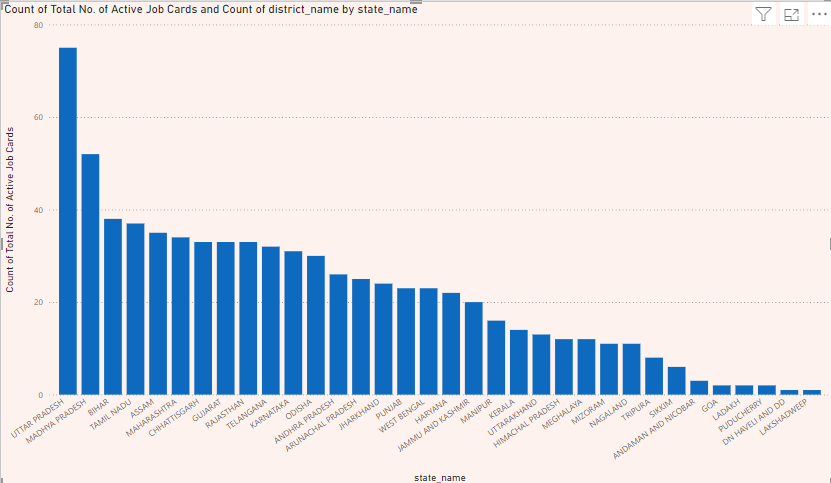 Count of Total No. of Active Job Cards and Count of district_name by state_name
Count of Total No. of Active Job Cards
80
60
40
20
0
UTTAR PRADESH
MADHYA PRADESH
BIHAR
TAMIL NADU
ASSAM
MAHARASHTRA
CHHATTISGARH
GUJARAT
RAJASTHAN
TELANGANA
KARNATAKA
ODISHA
ANDHRA PRADESH
ARUNACHAL PRADESH
JHARKHAND
PUNJAB
WEST BENGAL
HARYANA
JAMMU AND KASHMIR
MANIPUR
KERALA
UTTARAKHAND
HIMACHAL PRADESH
MEGHALAYA
MIZORAM
NAGALAND
TRIPURA
SIKKIM
ANDAMAN AND NICOBAR
GOA
LADAKH
PUDUCHERRY
DN HAVELI AND DD
LAKSHADWEEP
state_name